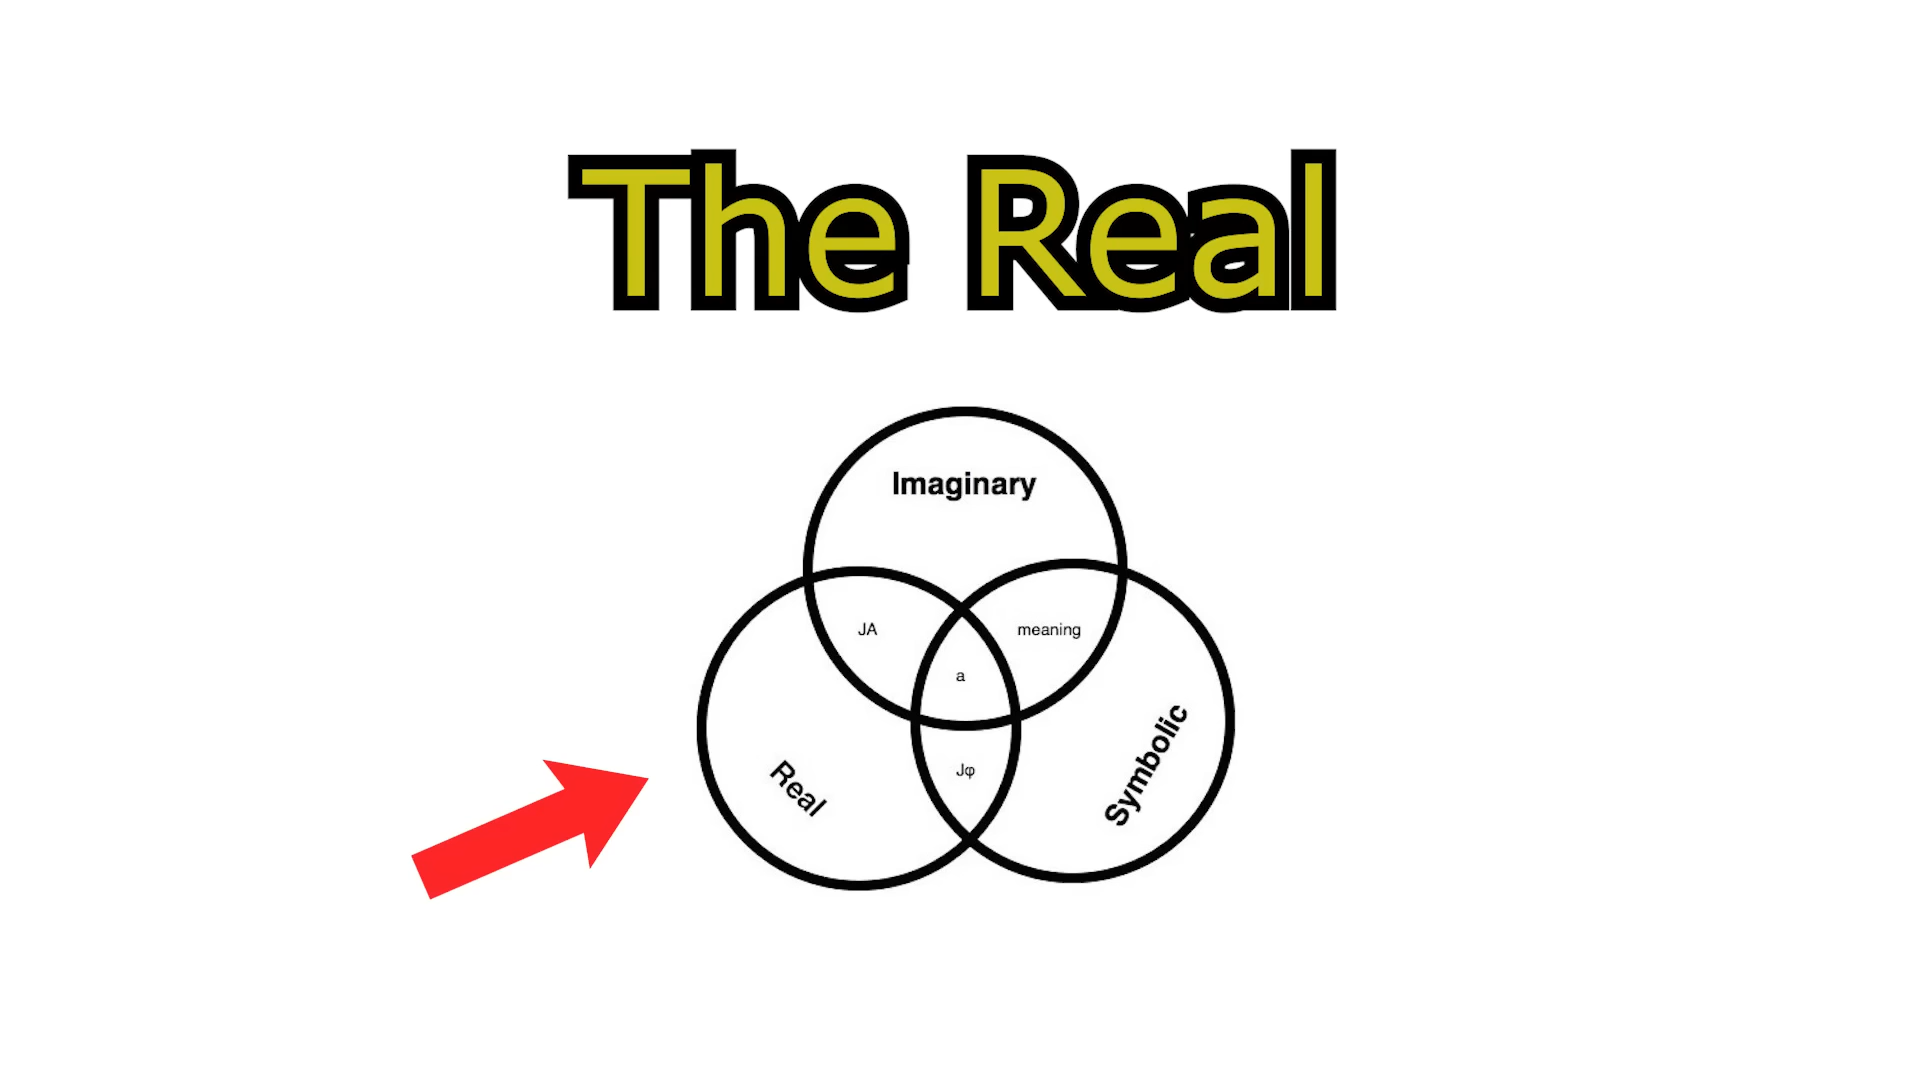 The Real
Imaginary
JA
meaning
a
Jφ
Real
Symbolic